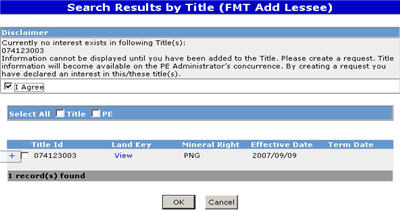 Search Results by Title (FMT Add Lessee)
Disclaimer
Currently no interest exists in following Title(s):
074123003
Information cannot be displayed until you have been added to the Title. Please create a request. Title
information will become available on the PE Administrator's concurrence. By creating a request you
have declared an interest in this/these title(s).
I Agree
Select All Title PE
Title Id Land Key Mineral Right Effective Date Term Date
+ 074123003 View PNG 2007/09/09
1 record(s) found
OK Cancel